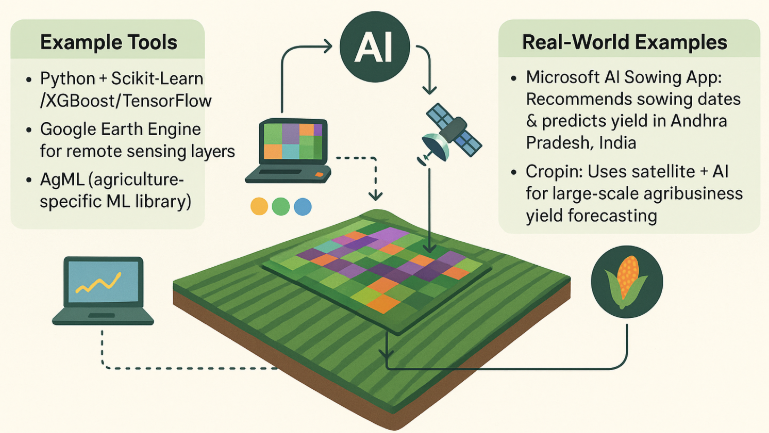 Example Tools
• Python + Scikit-Learn
/XGBoost/TensorFlow
• Google Earth Engine
for remote sensing layers
• AgML (agriculture-
specific ML library)
AI
Real-World Examples
• Microsoft AI Sowing App:
Recommends sowing dates
& predicts yield in Andhra
Pradesh, India
• Cropin: Uses satellite + AI
for large-scale agribusiness
yield forecasting